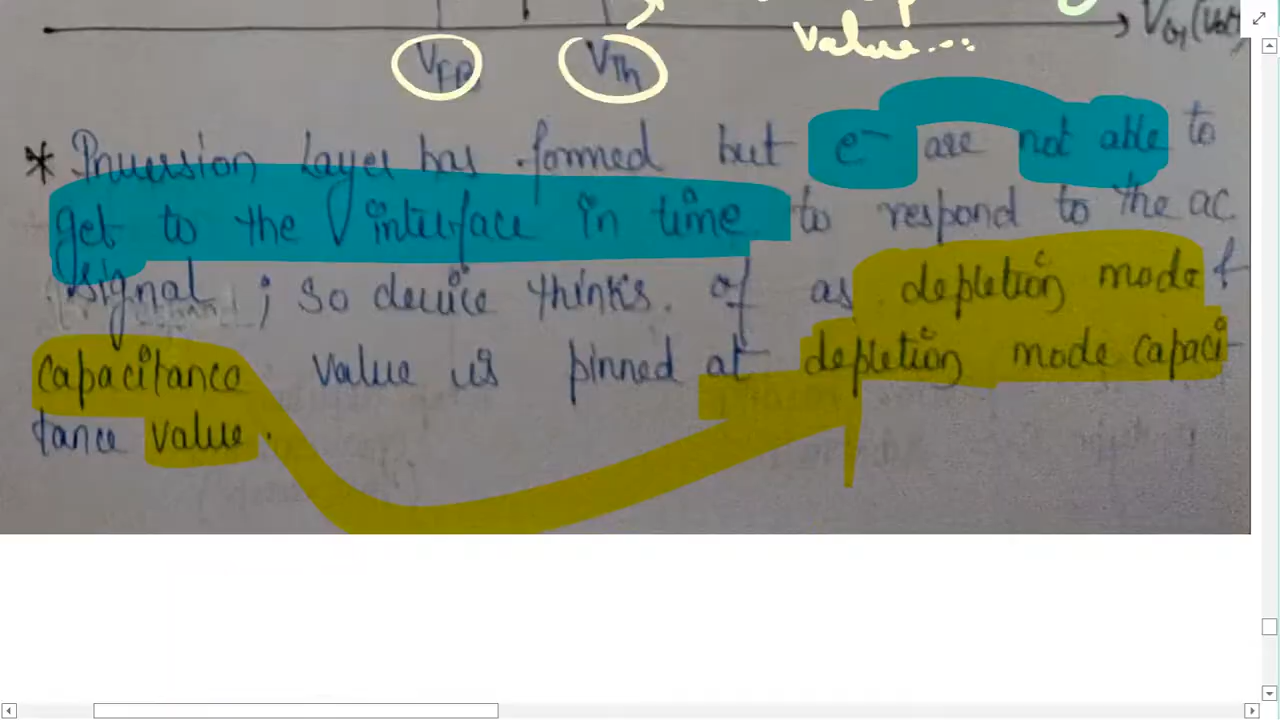 value...
VG (Volt)
VFB VTh
* Inversion Layer has formed but e⁻ are not able to
get to the interface in time to respond to the ac
signal ; so device thinks of as depletion mode &
capacitance value is pinned at depletion mode capaci-
tance value.